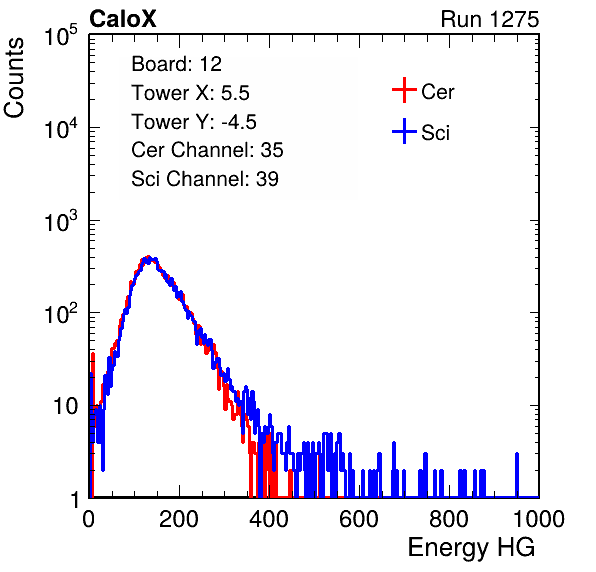 CaloX Run 1275
Counts
Board: 12
Tower X: 5.5
Tower Y: -4.5
Cer Channel: 35
Sci Channel: 39
Cer
Sci
10^5
10^4
10^3
10^2
10
1
0 200 400 600 800 1000
Energy HG